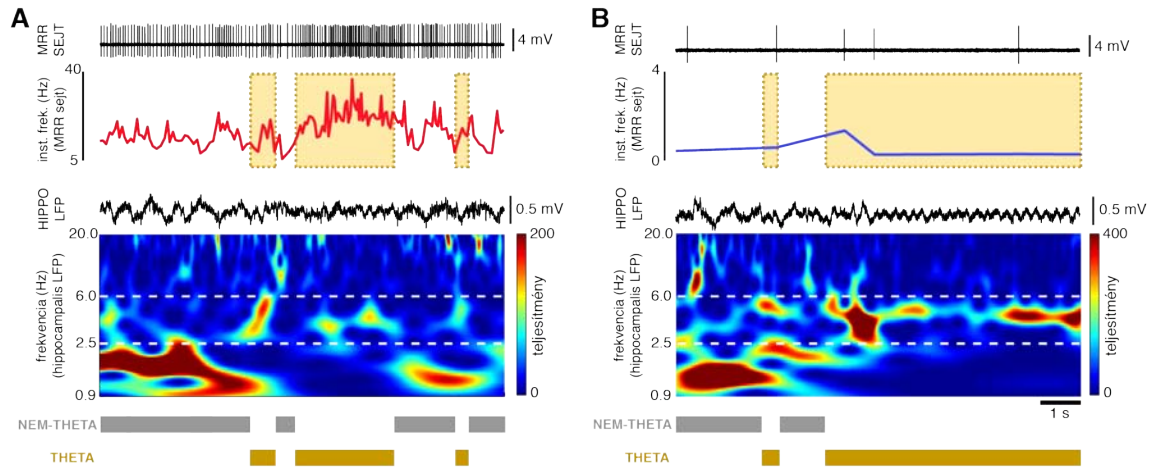 A
MRR
SEJT
4 mV
40
inst. frek. (Hz)
(MRR sejt)
5
HIPPO
LFP
0.5 mV
20.0
200
frekvencia (Hz)
(hippocampalis LFP)
6.0
2.5
0.9
teljesítmény
0
NEM-THETA
THETA
B
MRR
SEJT
4 mV
4
inst. frek. (Hz)
(MRR sejt)
0
HIPPO
LFP
0.5 mV
20.0
400
frekvencia (Hz)
(hippocampalis LFP)
6.0
2.5
0.9
teljesítmény
0
1 s
NEM-THETA
THETA